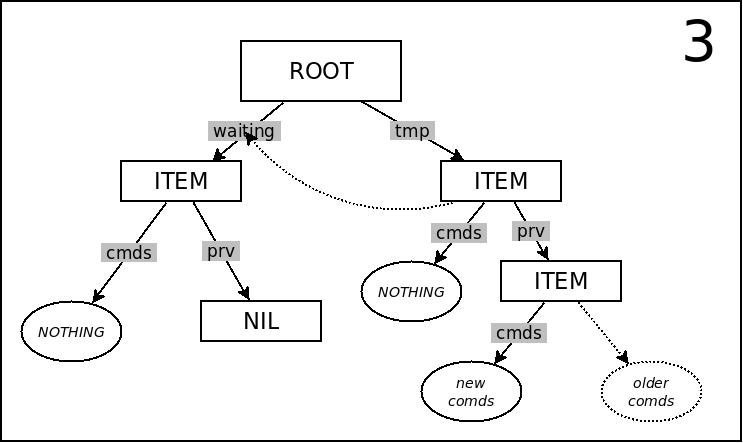 3
ROOT
waiting
tmp
ITEM
ITEM
cmds
prv
cmds
prv
NOTHING
NIL
NOTHING
ITEM
cmds
new
comds
older
comds